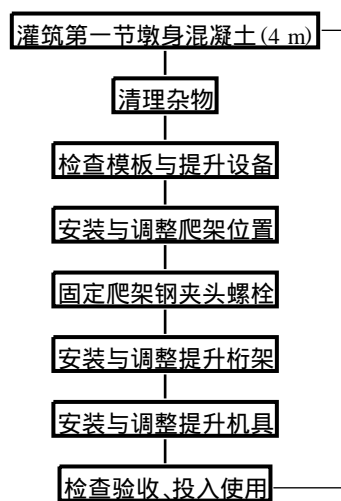 灌筑第一节墩身混凝土(4 m)
清理杂物
检查模板与提升设备
安装与调整爬架位置
固定爬架钢夹头螺栓
安装与调整提升桁架
安装与调整提升机具
检查验收、投入使用